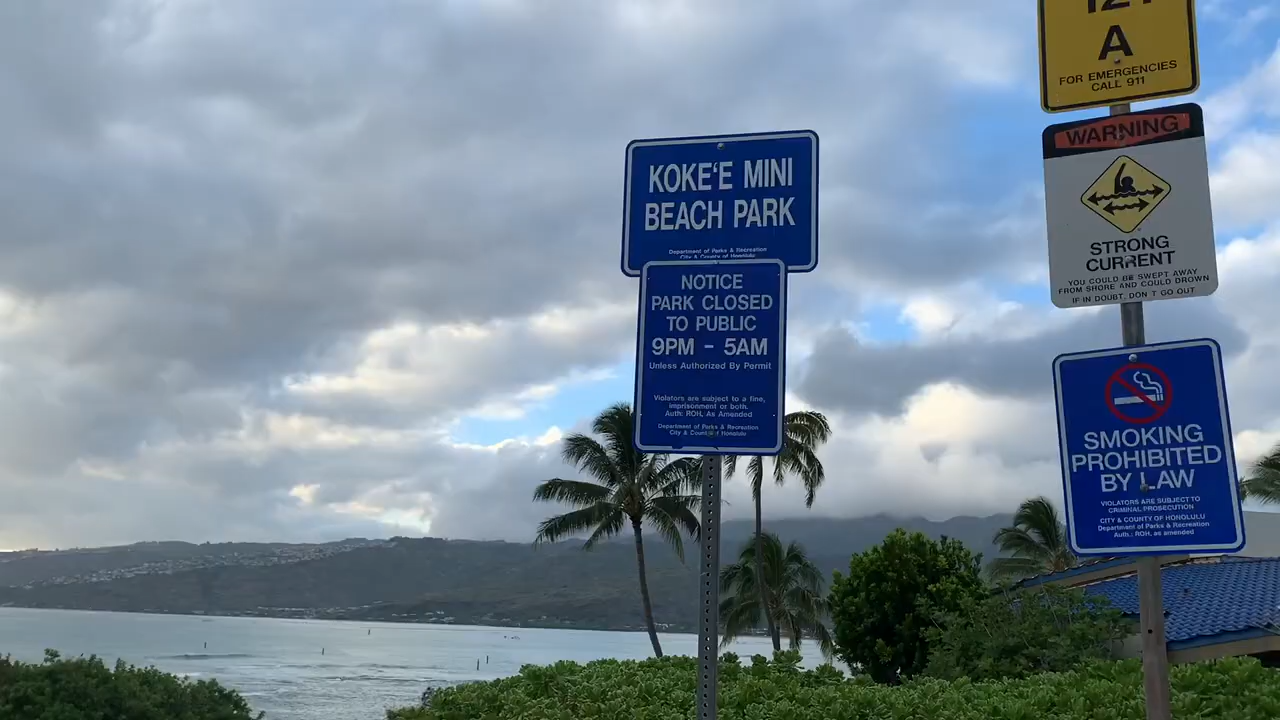 KOKE'E MINI
BEACH PARK
Department of Parks & Recreation
City & County of Honolulu
NOTICE
PARK CLOSED
TO PUBLIC
9PM - 5AM
Unless Authorized By Permit
Violators are subject to a fine,
imprisonment or both.
Auth: ROH, As Amended
Department of Parks & Recreation
City & County of Honolulu
A
FOR EMERGENCIES
CALL 911
WARNING
STRONG
CURRENT
YOU COULD BE SWEPT AWAY
FROM SHORE AND COULD DROWN
IF IN DOUBT, DON'T GO OUT
SMOKING
PROHIBITED
BY LAW
VIOLATORS ARE SUBJECT TO
CRIMINAL PROSECUTION
CITY & COUNTY OF HONOLULU
Department of Parks & Recreation
Auth.: ROH, as amended